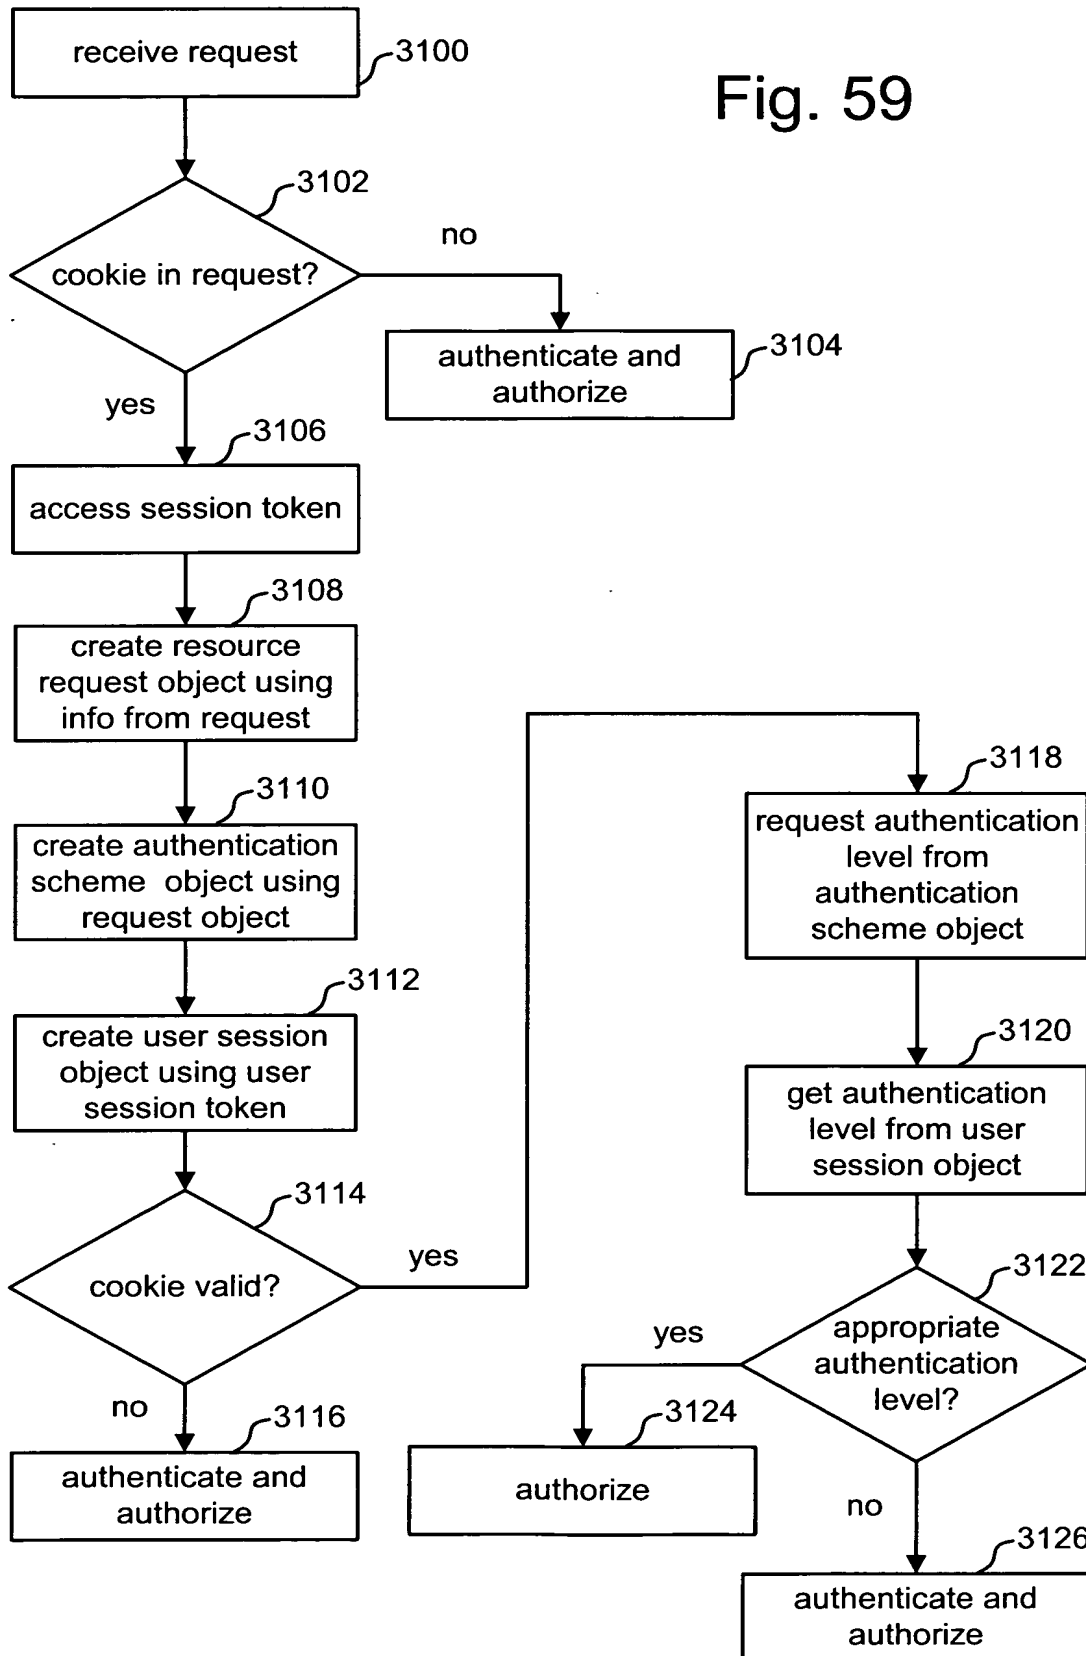 Fig. 59
receive request
3100
3102
cookie in request?
no
yes
authenticate and
authorize
3104
3106
access session token
3108
create resource
request object using
info from request
3110
create authentication
scheme object using
request object
3112
create user session
object using user
session token
3114
cookie valid?
yes
no
3116
authenticate and
authorize
3118
request authentication
level from
authentication
scheme object
3120
get authentication
level from user
session object
3122
appropriate
authentication
level?
yes
3124
authorize
no
3126
authenticate and
authorize